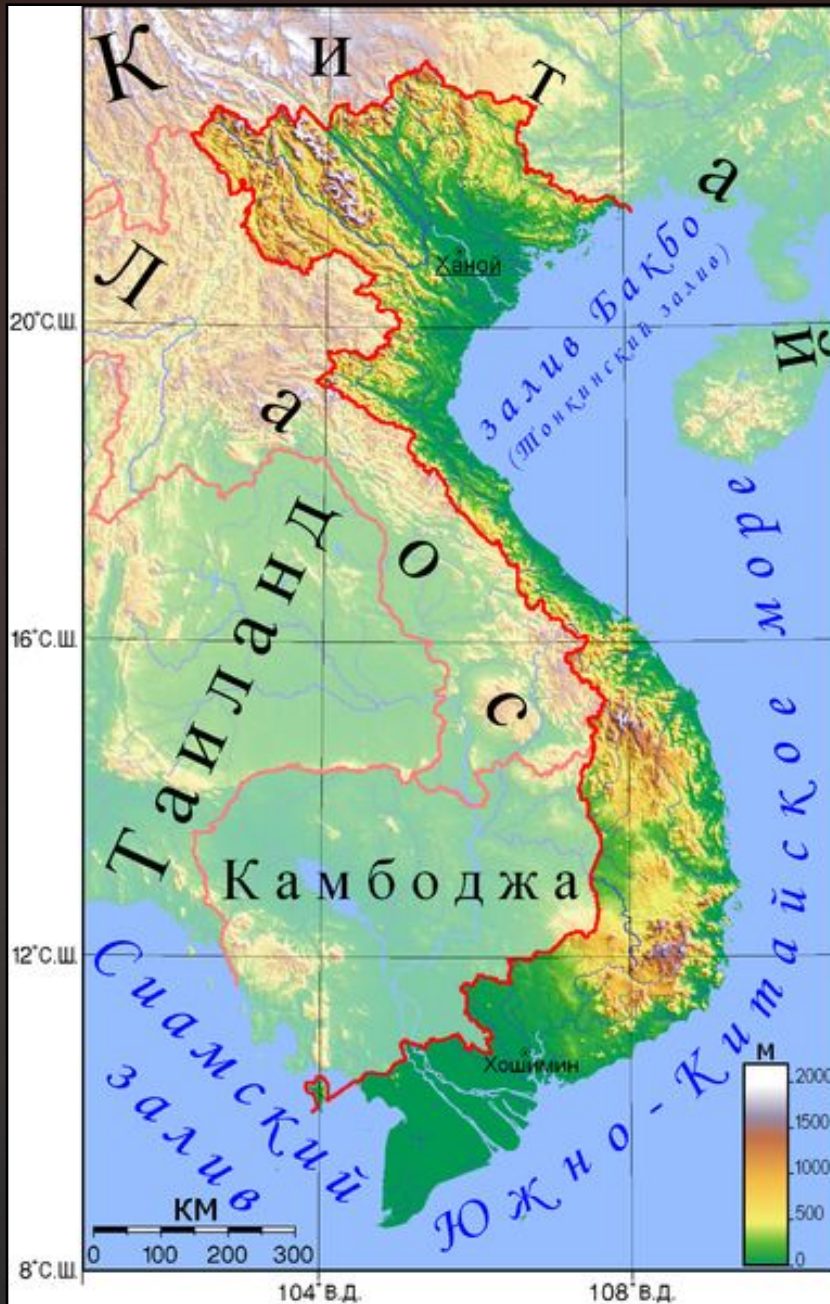 Китай
Лаос
Ханой
залив Бакбо
(Тонкинский залив)
20°С.Ш.
Таиланд
16°С.Ш.
Южно-Китайское море
Камбоджа
12°С.Ш.
Сиамский
залив
Хошимин
м
2000
1500
1000
500
0
КМ
0 100 200 300
8°С.Ш.
104°В.Д. 108°В.Д.